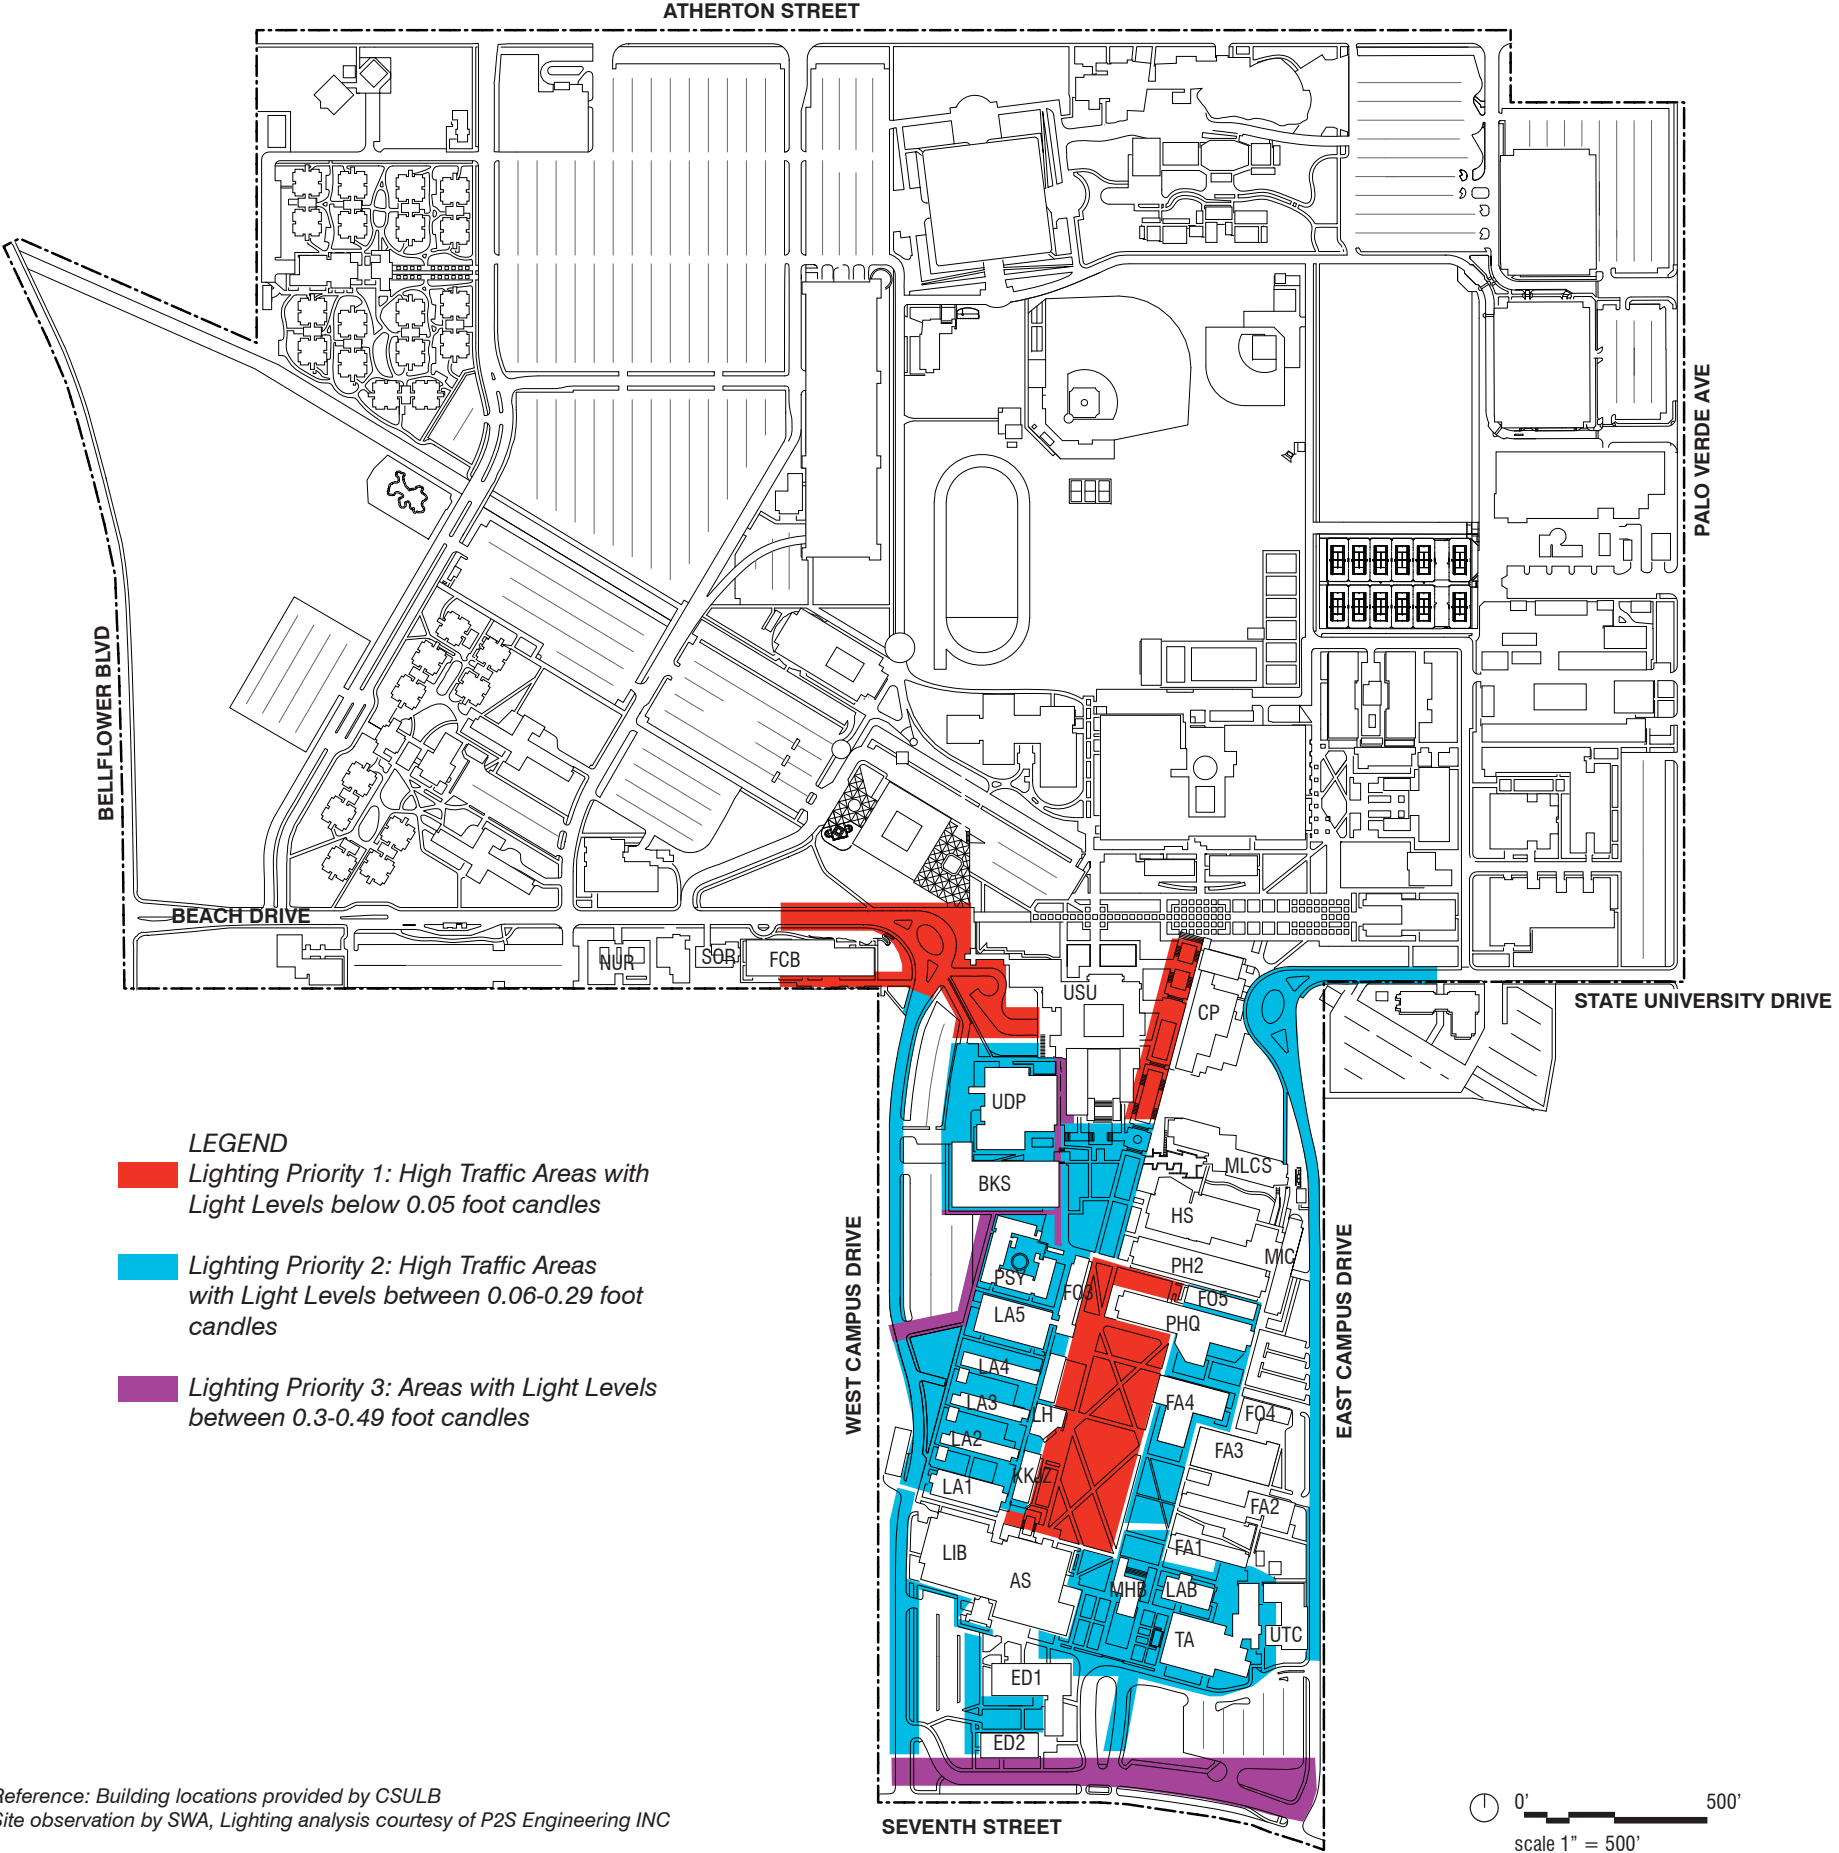 ATHERTON STREET
PALO VERDE AVE
BELLFLOWER BLVD
BEACH DRIVE
NUR
SOR
FCB
USU
CP
STATE UNIVERSITY DRIVE
UDP
LEGEND
Lighting Priority 1: High Traffic Areas with
Light Levels below 0.05 foot candles
Lighting Priority 2: High Traffic Areas
with Light Levels between 0.06-0.29 foot
candles
Lighting Priority 3: Areas with Light Levels
between 0.3-0.49 foot candles
MLCS
BKS
HS
WEST CAMPUS DRIVE
EAST CAMPUS DRIVE
MIC
PH2
PSY
FO3
FO5
LA5
PHQ
LA4
LA3
FA4
LH
FO4
LA2
FA3
KKJZ
LA1
FA2
LIB
FA1
AS
MHB
LAB
TA
UTC
ED1
ED2
Reference: Building locations provided by CSULB
Site observation by SWA, Lighting analysis courtesy of P2S Engineering INC
SEVENTH STREET
0' 500'
scale 1" = 500'